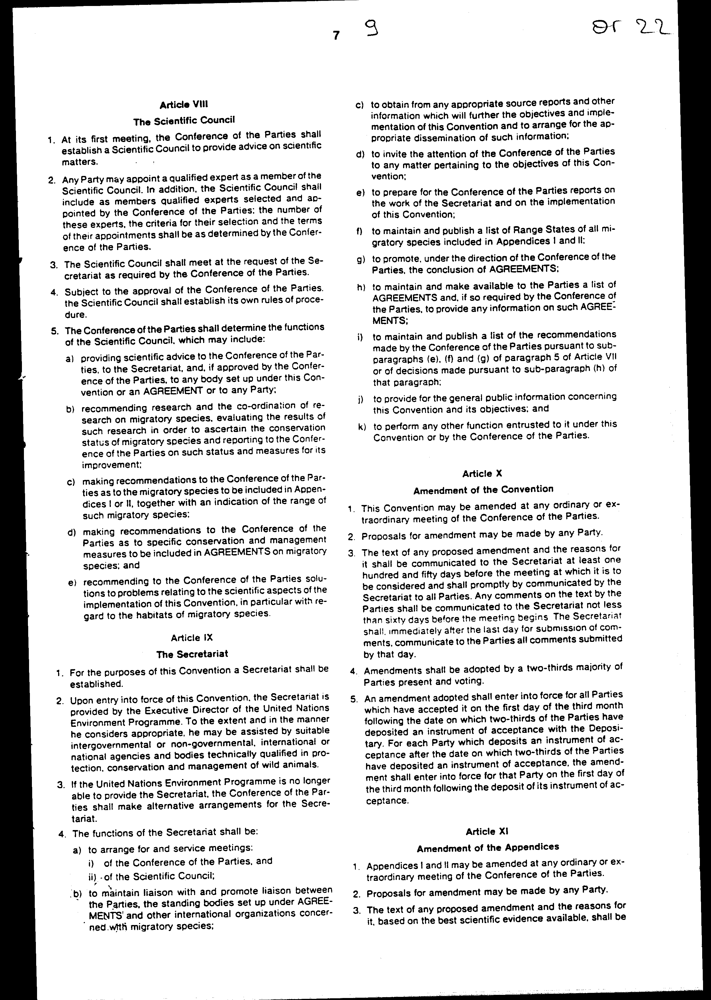 7 9 or 22
Article VIII
The Scientific Council
1. At its first meeting, the Conference of the Parties shall
establish a Scientific Council to provide advice on scientific
matters.
2. Any Party may appoint a qualified expert as a member of the
Scientific Council. In addition, the Scientific Council shall
include as members qualified experts selected and ap-
pointed by the Conference of the Parties; the number of
these experts, the criteria for their selection and the terms
of their appointments shall be as determined by the Confer-
ence of the Parties.
3. The Scientific Council shall meet at the request of the Se-
cretariat as required by the Conference of the Parties.
4. Subject to the approval of the Conference of the Parties,
the Scientific Council shall establish its own rules of proce-
dure.
5. The Conference of the Parties shall determine the functions
of the Scientific Council, which may include:
a) providing scientific advice to the Conference of the Par-
ties, to the Secretariat, and, if approved by the Confer-
ence of the Parties, to any body set up under this Con-
vention or an AGREEMENT or to any Party;
b) recommending research and the co-ordination of re-
search on migratory species, evaluating the results of
such research in order to ascertain the conservation
status of migratory species and reporting to the Confer-
ence of the Parties on such status and measures for its
improvement;
c) making recommendations to the Conference of the Par-
ties as to the migratory species to be included in Appen-
dices I or II, together with an indication of the range of
such migratory species;
d) making recommendations to the Conference of the
Parties as to specific conservation and management
measures to be included in AGREEMENTS on migratory
species; and
e) recommending to the Conference of the Parties solu-
tions to problems relating to the scientific aspects of the
implementation of this Convention, in particular with re-
gard to the habitats of migratory species.
Article IX
The Secretariat
1. For the purposes of this Convention a Secretariat shall be
established.
2. Upon entry into force of this Convention, the Secretariat is
provided by the Executive Director of the United Nations
Environment Programme. To the extent and in the manner
he considers appropriate, he may be assisted by suitable
intergovernmental or non-governmental, international or
national agencies and bodies technically qualified in pro-
tection, conservation and management of wild animals.
3. If the United Nations Environment Programme is no longer
able to provide the Secretariat, the Conference of the Par-
ties shall make alternative arrangements for the Secre-
tariat.
4. The functions of the Secretariat shall be:
a) to arrange for and service meetings:
i) of the Conference of the Parties, and
ii) of the Scientific Council;
b) to maintain liaison with and promote liaison between
the Parties, the standing bodies set up under AGREE-
MENTS and other international organizations concer-
ned with migratory species;
c) to obtain from any appropriate source reports and other
information which will further the objectives and imple-
mentation of this Convention and to arrange for the ap-
propriate dissemination of such information;
d) to invite the attention of the Conference of the Parties
to any matter pertaining to the objectives of this Con-
vention;
e) to prepare for the Conference of the Parties reports on
the work of the Secretariat and on the implementation
of this Convention;
f) to maintain and publish a list of Range States of all mi-
gratory species included in Appendices I and II;
g) to promote, under the direction of the Conference of the
Parties, the conclusion of AGREEMENTS;
h) to maintain and make available to the Parties a list of
AGREEMENTS and, if so required by the Conference of
the Parties, to provide any information on such AGREE-
MENTS;
i) to maintain and publish a list of the recommendations
made by the Conference of the Parties pursuant to sub-
paragraphs (e), (f) and (g) of paragraph 5 of Article VII
or of decisions made pursuant to sub-paragraph (h) of
that paragraph;
j) to provide for the general public information concerning
this Convention and its objectives; and
k) to perform any other function entrusted to it under this
Convention or by the Conference of the Parties.
Article X
Amendment of the Convention
1. This Convention may be amended at any ordinary or ex-
traordinary meeting of the Conference of the Parties.
2. Proposals for amendment may be made by any Party.
3. The text of any proposed amendment and the reasons for
it shall be communicated to the Secretariat at least one
hundred and fifty days before the meeting at which it is to
be considered and shall promptly by communicated by the
Secretariat to all Parties. Any comments on the text by the
Parties shall be communicated to the Secretariat not less
than sixty days before the meeting begins The Secretariat
shall, immediately after the last day for submission of com-
ments, communicate to the Parties all comments submitted
by that day.
4. Amendments shall be adopted by a two-thirds majority of
Parties present and voting.
5. An amendment adopted shall enter into force for all Parties
which have accepted it on the first day of the third month
following the date on which two-thirds of the Parties have
deposited an instrument of acceptance with the Deposi-
tary. For each Party which deposits an instrument of ac-
ceptance after the date on which two-thirds of the Parties
have deposited an instrument of acceptance, the amend-
ment shall enter into force for that Party on the first day of
the third month following the deposit of its instrument of ac-
ceptance.
Article XI
Amendment of the Appendices
1. Appendices I and II may be amended at any ordinary or ex-
traordinary meeting of the Conference of the Parties.
2. Proposals for amendment may be made by any Party.
3. The text of any proposed amendment and the reasons for
it, based on the best scientific evidence available, shall be